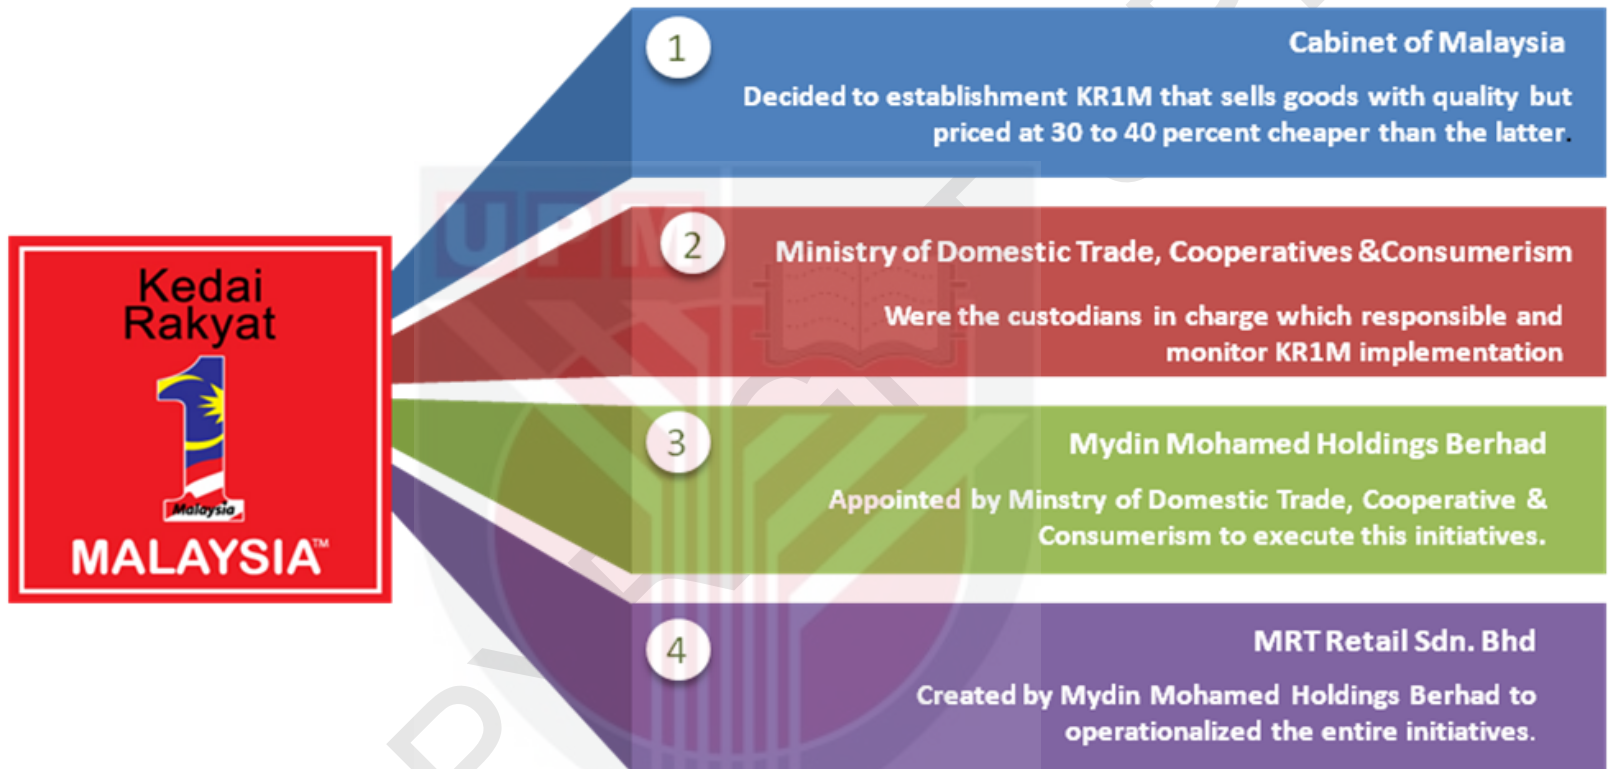 Kedai
Rakyat
1
Malaysia
MALAYSIA™
1
Cabinet of Malaysia
Decided to establishment KR1M that sells goods with quality but
priced at 30 to 40 percent cheaper than the latter.
2
Ministry of Domestic Trade, Cooperatives &Consumerism
Were the custodians in charge which responsible and
monitor KR1M implementation
3
Mydin Mohamed Holdings Berhad
Appointed by Minstry of Domestic Trade, Cooperative &
Consumerism to execute this initiatives.
4
MRT Retail Sdn. Bhd
Created by Mydin Mohamed Holdings Berhad to
operationalized the entire initiatives.
UPM